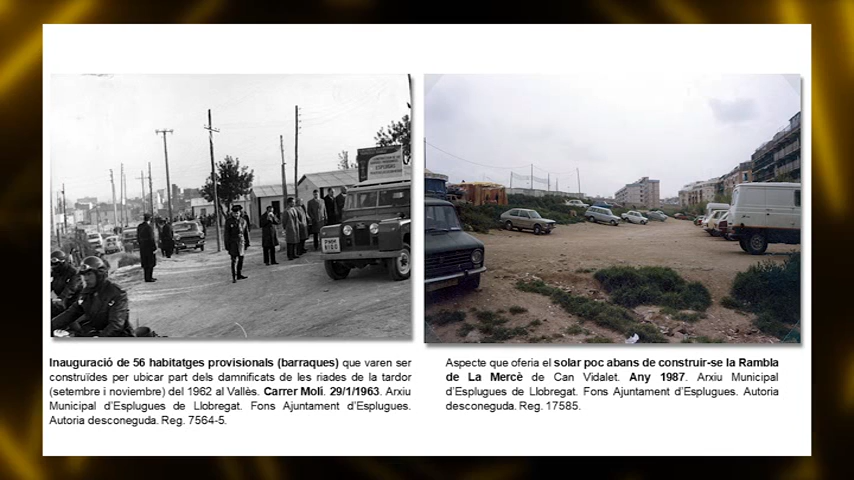 Inauguració de 56 habitatges provisionals (barraques) que varen ser
construïdes per ubicar part dels damnificats de les riades de la tardor
(setembre i noviembre) del 1962 al Vallès. Carrer Molí. 29/1/1963. Arxiu
Municipal d'Esplugues de Llobregat. Fons Ajuntament d'Esplugues.
Autoria desconeguda. Reg. 7564-5.
Aspecte que oferia el solar poc abans de construir-se la Rambla
de La Mercè de Can Vidalet. Any 1987. Arxiu Municipal
d'Esplugues de Llobregat. Fons Ajuntament d'Esplugues. Autoria
desconeguda. Reg. 17585.